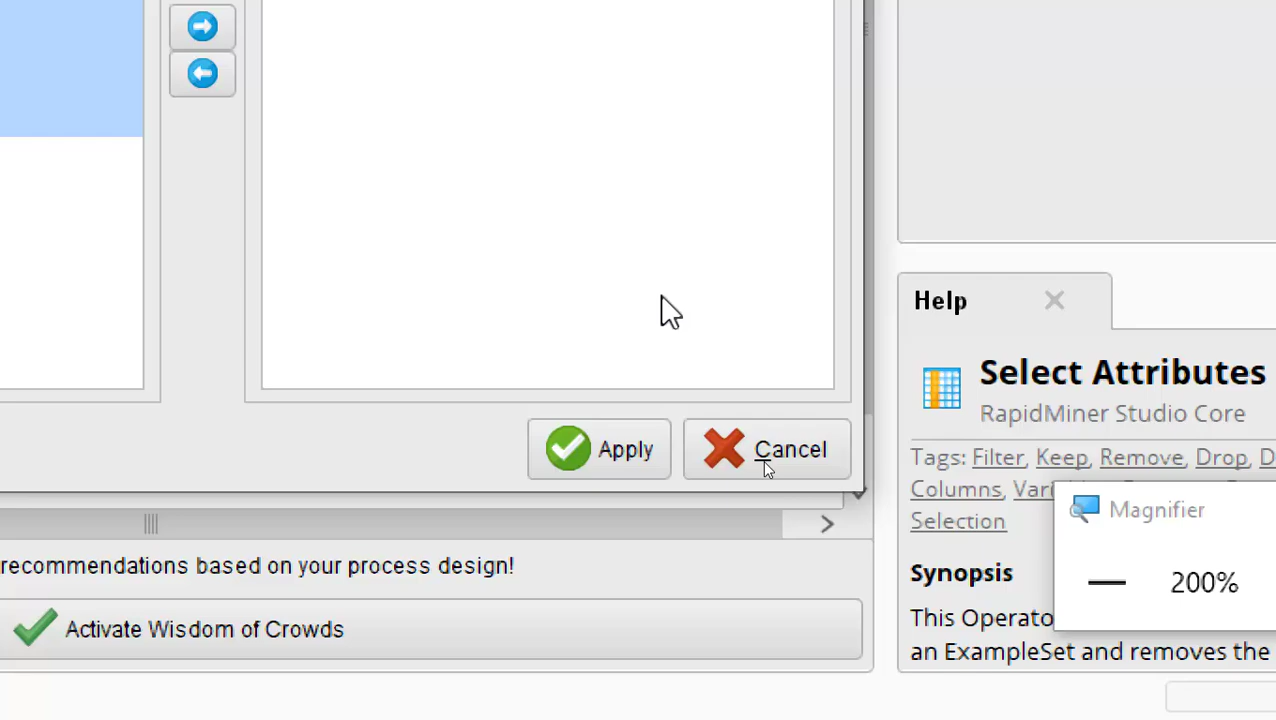 Help
Select Attributes
RapidMiner Studio Core
Apply
Cancel
Tags: Filter, Keep, Remove, Drop,
Columns,
Selection
Magnifier
200%
recommendations based on your process design!
Synopsis
Activate Wisdom of Crowds
This
an ExampleSet and removes the